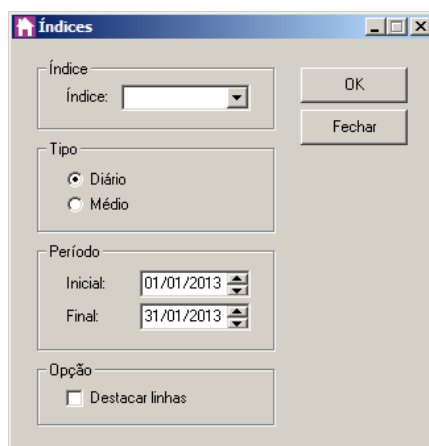 Índices
Índice
Índice:
OK
Fechar
Tipo
Diário
Médio
Período
Inicial: 01/01/2013
Final: 31/01/2013
Opção
Destacar linhas